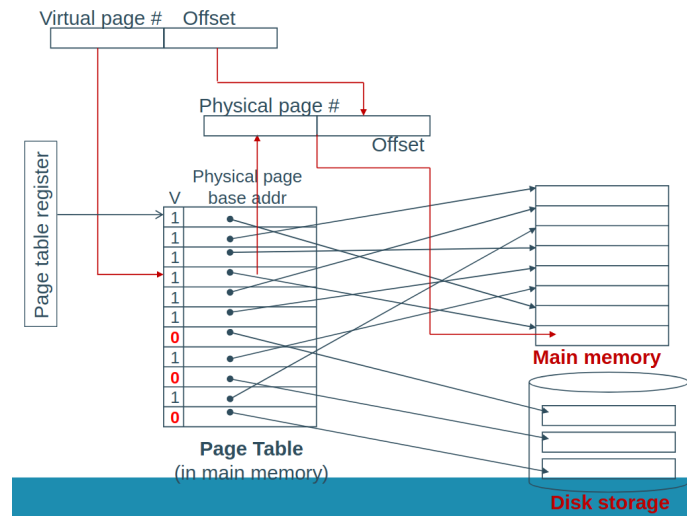 Virtual page # Offset
Physical page #
Offset
Page table register
Physical page
V base addr
1
1
1
1
1
1
0
1
0
1
0
Main memory
Page Table
(in main memory)
Disk storage